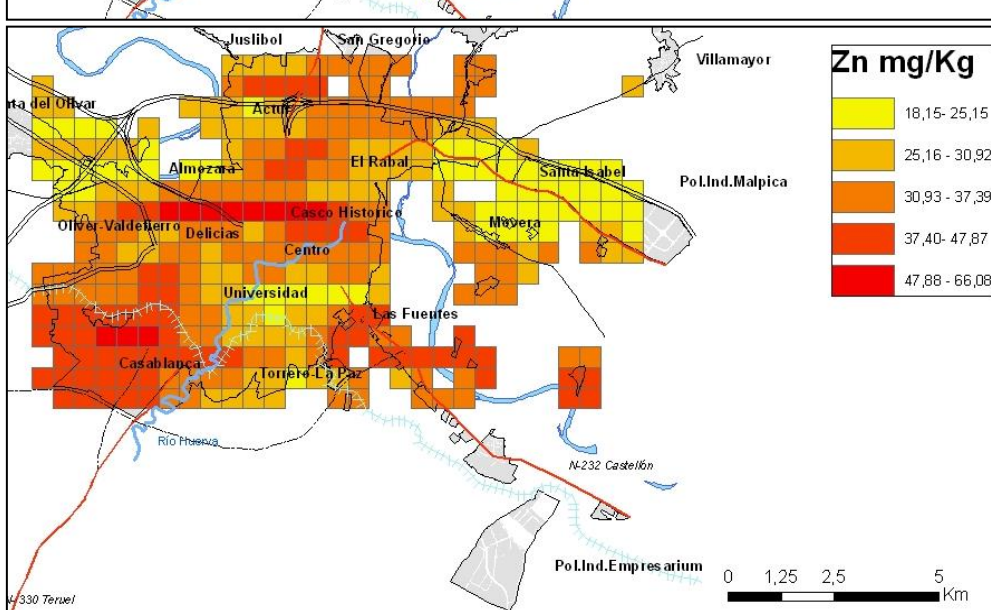 Juslibol
San Gregorio
Villamayor
Zn mg/Kg
nta del Olivar
Actur
18,15- 25,15
25,16 - 30,92
Almozara
El Rabal
Santa Isabel
Pol.Ind.Malpica
30,93 - 37,39
Oliver-Valdefierro
Delicias
Casco Historico
Movera
37,40- 47,87
Centro
47,88 - 66,08
Universidad
Las Fuentes
Casablanca
Torrero-La Paz
Río Huerva
N-232 Castellón
Pol.Ind.Empresarium
0 1,25 2,5 5
Km
N-330 Teruel